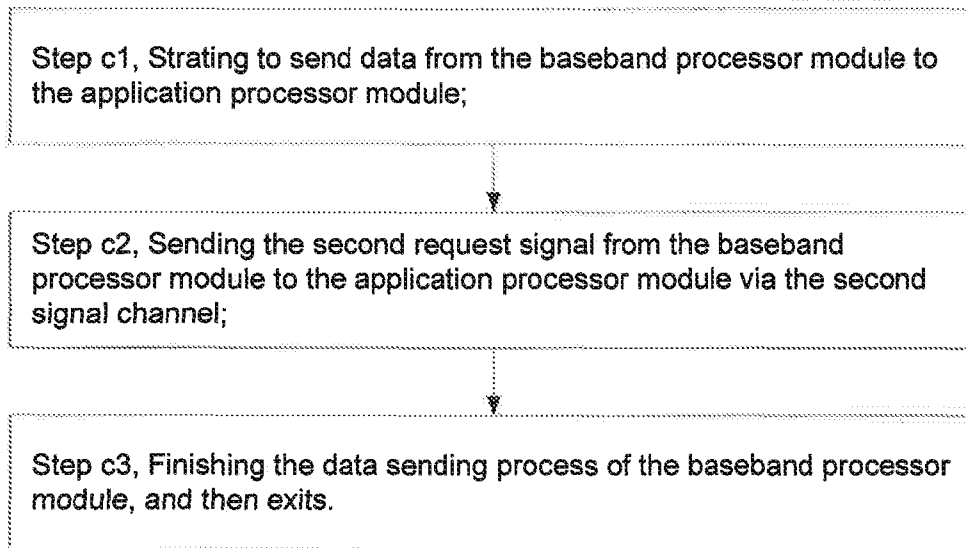 Step c1, Strating to send data from the baseband processor module to
the application processor module;
Step c2, Sending the second request signal from the baseband
processor module to the application processor module via the second
signal channel;
Step c3, Finishing the data sending process of the baseband processor
module, and then exits.